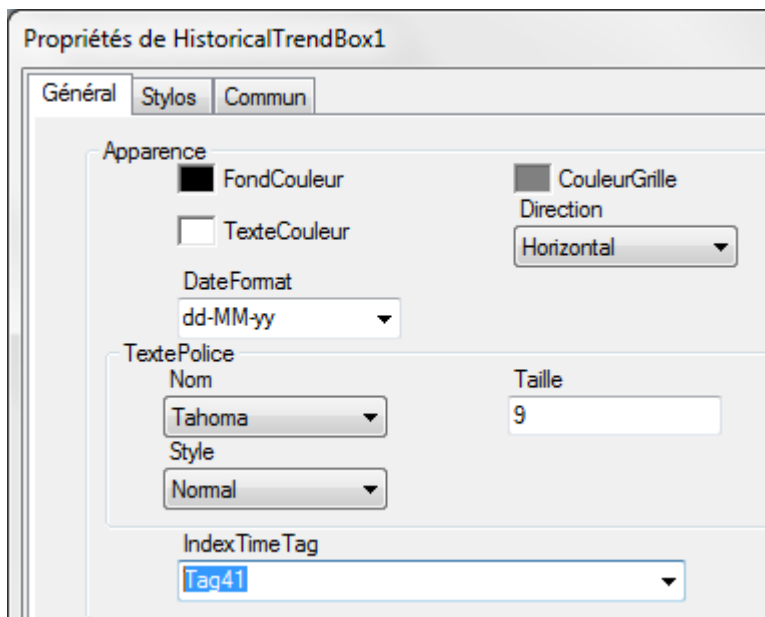 Propriétés de HistoricalTrendBox1
Général Stylos Commun
Apparence
FondCouleur CouleurGrille
TexteCouleur Direction
Horizontal
DateFormat
dd-MM-yy
TextePolice
Nom Taille
Tahoma 9
Style
Normal
IndexTimeTag
Tag41